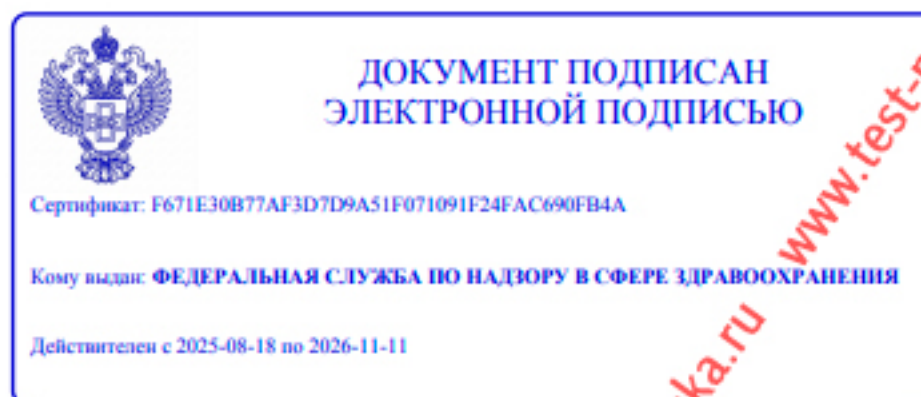 ДОКУМЕНТ ПОДПИСАН
ЭЛЕКТРОННОЙ ПОДПИСЬЮ
Сертификат: F671E30B77AF3D7D9A51F071091F24FAC690FB4A
Кому выдан: ФЕДЕРАЛЬНАЯ СЛУЖБА ПО НАДЗОРУ В СФЕРЕ ЗДРАВООХРАНЕНИЯ
Действителен с 2025-08-18 по 2026-11-11